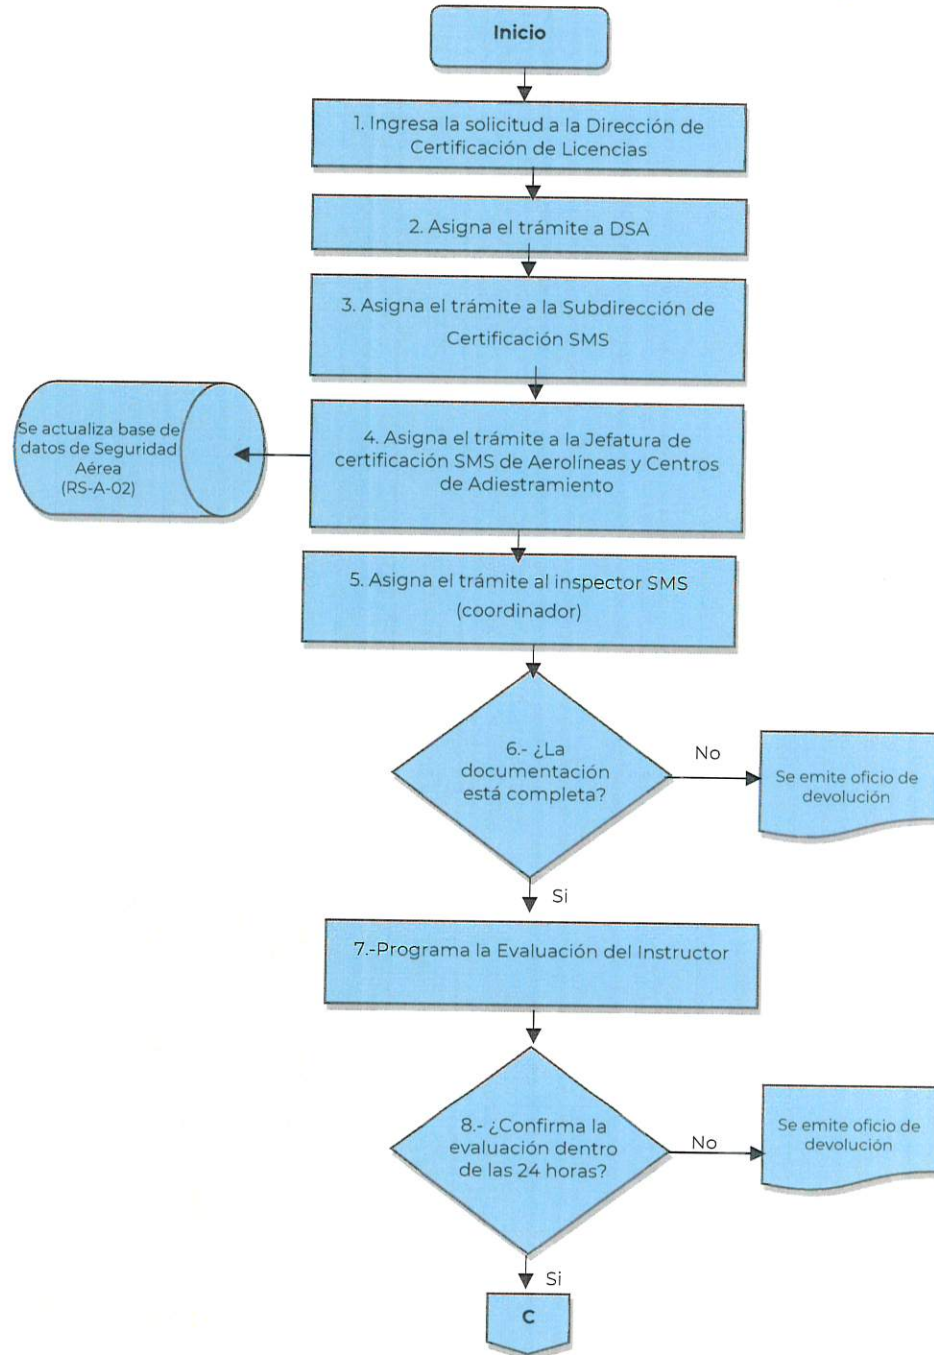 Inicio
1. Ingresa la solicitud a la Dirección de
Certificación de Licencias
2. Asigna el trámite a DSA
3. Asigna el trámite a la Subdirección de
Certificación SMS
Se actualiza base de
datos de Seguridad
Aérea
(RS-A-02)
4. Asigna el trámite a la Jefatura de
certificación SMS de Aerolíneas y Centros
de Adiestramiento
5. Asigna el trámite al inspector SMS
(coordinador)
6.- ¿La
documentación
está completa?
No
Se emite oficio de
devolución
Si
7.-Programa la Evaluación del Instructor
8.- ¿Confirma la
evaluación dentro
de las 24 horas?
No
Se emite oficio de
devolución
Si
C